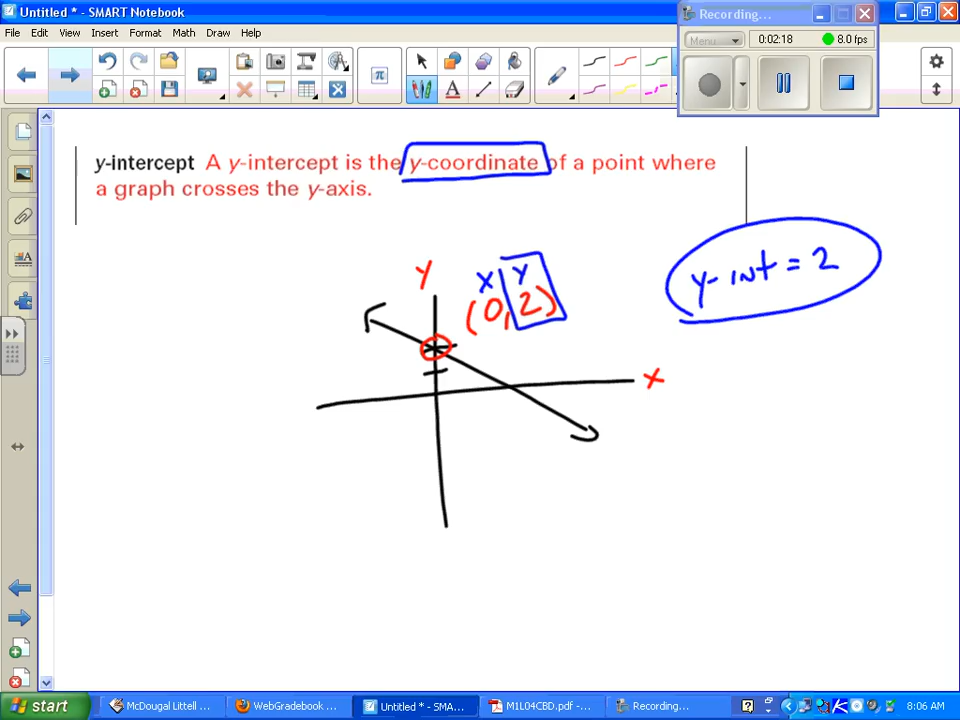 Untitled * - SMART Notebook
Recording...
File Edit View Insert Format Math Draw Help
Menu
0:02:18
8.0 fps
π
A
y-intercept A y-intercept is the y-coordinate of a point where
a graph crosses the y-axis.
y
x y
(0, 2)
y-int = 2
x
start
McDougal Littell ...
WebGradebook ...
Untitled * - SMA...
M1L04CBD.pdf - ...
Recording...
8:06 AM